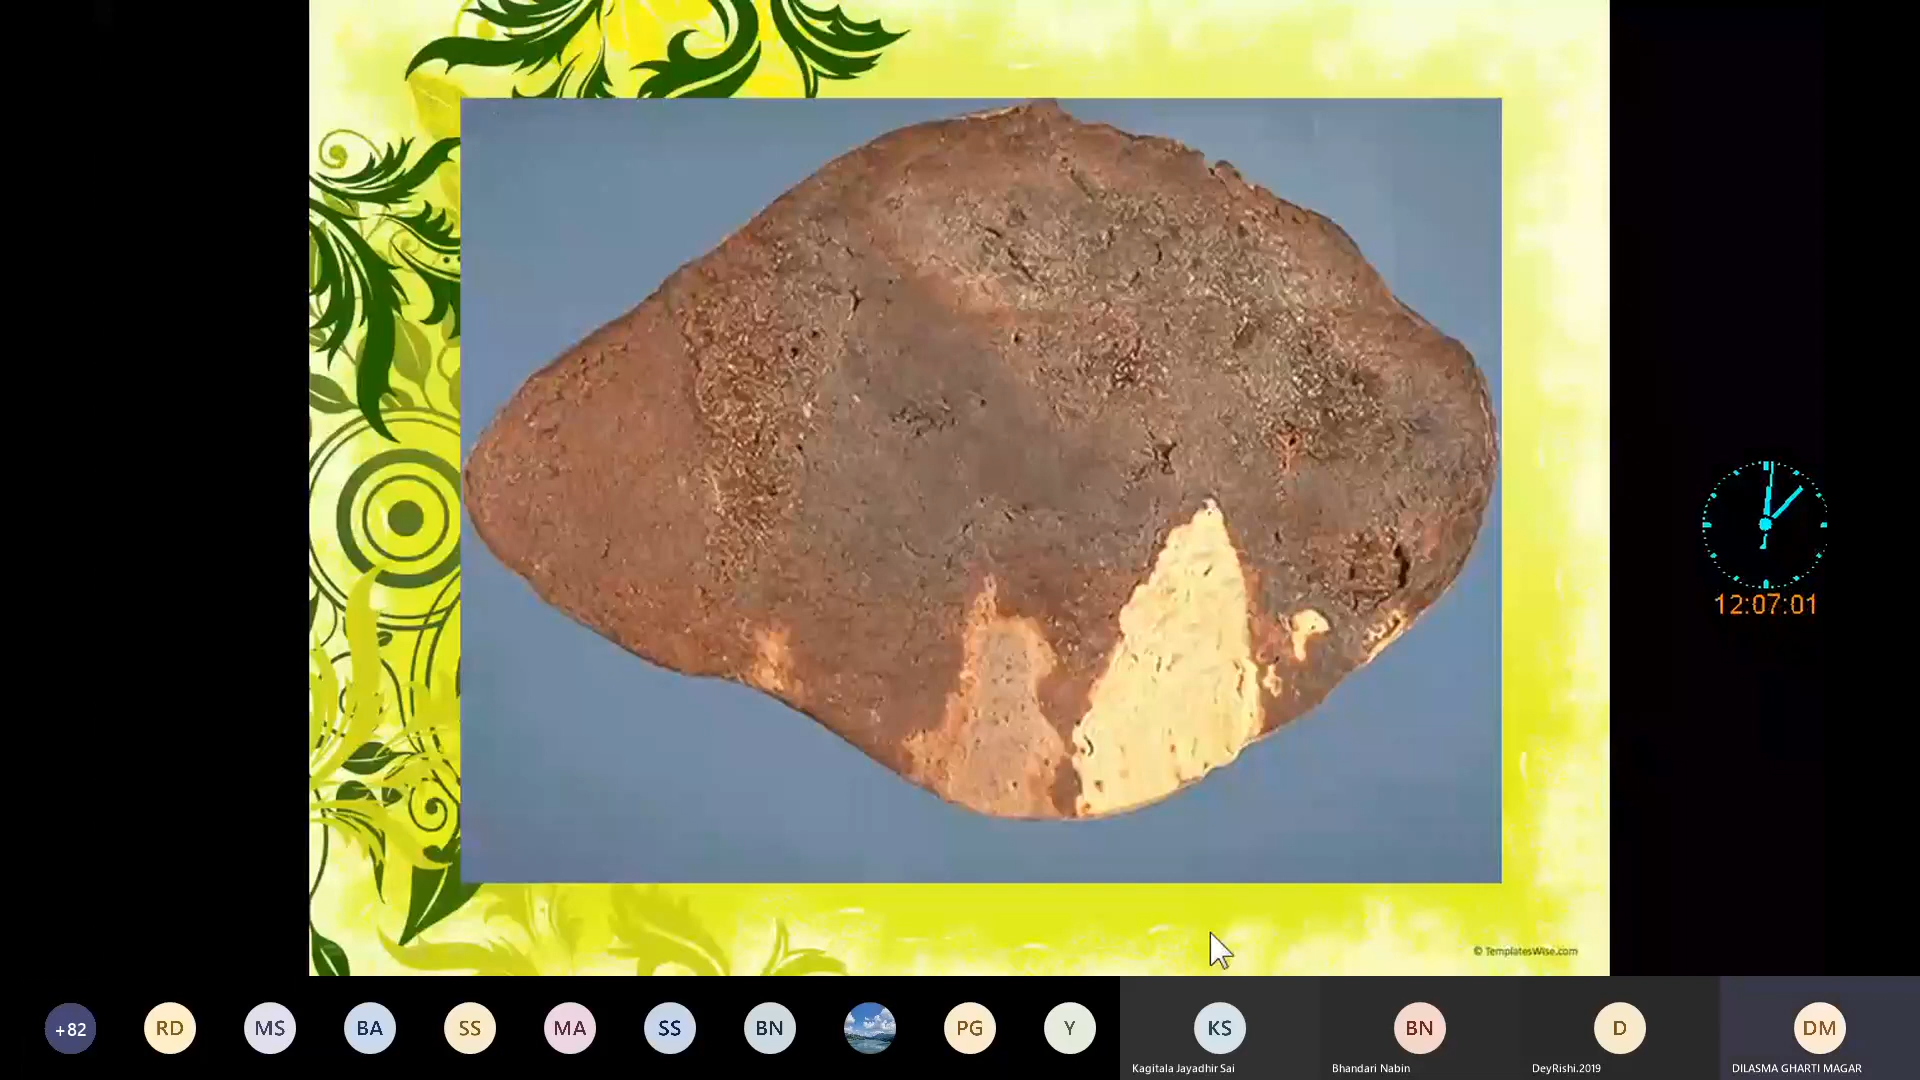 12:07:01
© TemplatesWise.com
+82
RD
MS
BA
SS
MA
SS
BN
PG
Y
KS
BN
D
DM
Kagitala Jayadhir Sai
Bhandari Nabin
DeyRishi.2019
DILASMA GHARTI MAGAR